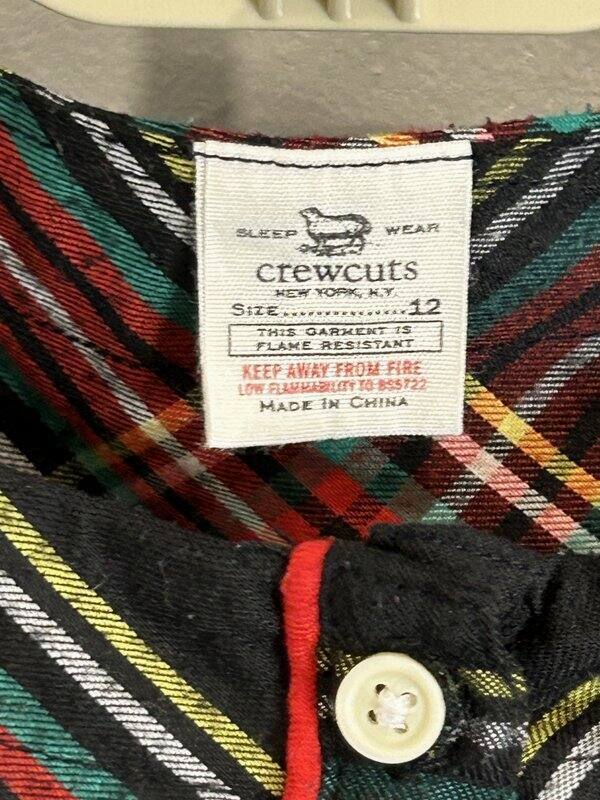 SLEEP WEAR
crewcuts
NEW YORK, N.Y.
SIZE................12
THIS GARMENT IS
FLAME RESISTANT
KEEP AWAY FROM FIRE
LOW FLAMMABILITY TO BS5722
MADE IN CHINA